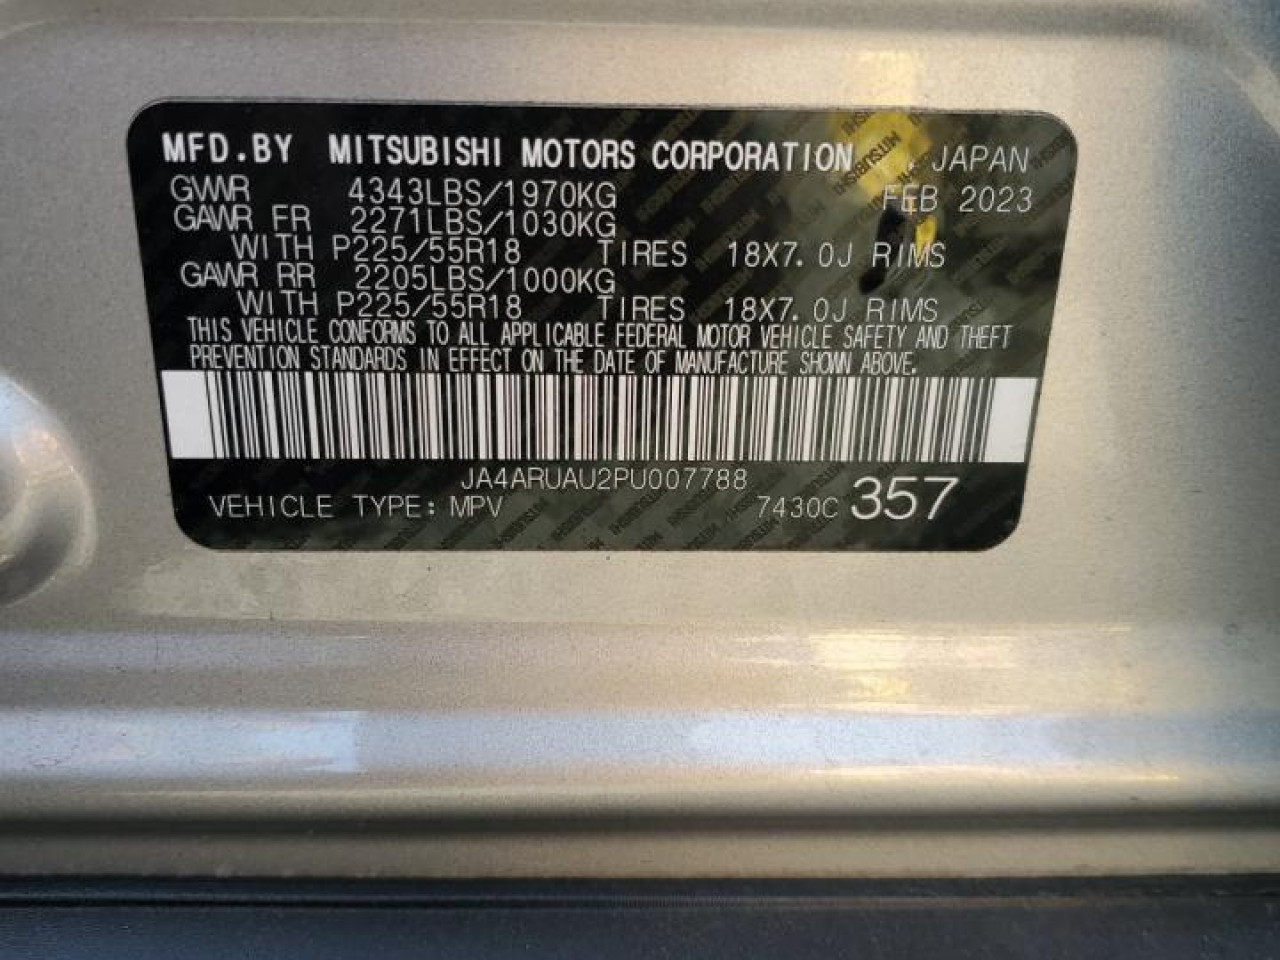 MFD.BY MITSUBISHI MOTORS CORPORATION, JAPAN
GVWR 4343LBS/1970KG FEB 2023
GAWR FR 2271LBS/1030KG
WITH P225/55R18 TIRES 18X7.0J RIMS
GAWR RR 2205LBS/1000KG
WITH P225/55R18 TIRES 18X7.0J RIMS
THIS VEHICLE CONFORMS TO ALL APPLICABLE FEDERAL MOTOR VEHICLE SAFETY AND THEFT
PREVENTION STANDARDS IN EFFECT ON THE DATE OF MANUFACTURE SHOWN ABOVE.
JA4ARUAU2PU007788
VEHICLE TYPE: MPV 7430C 357